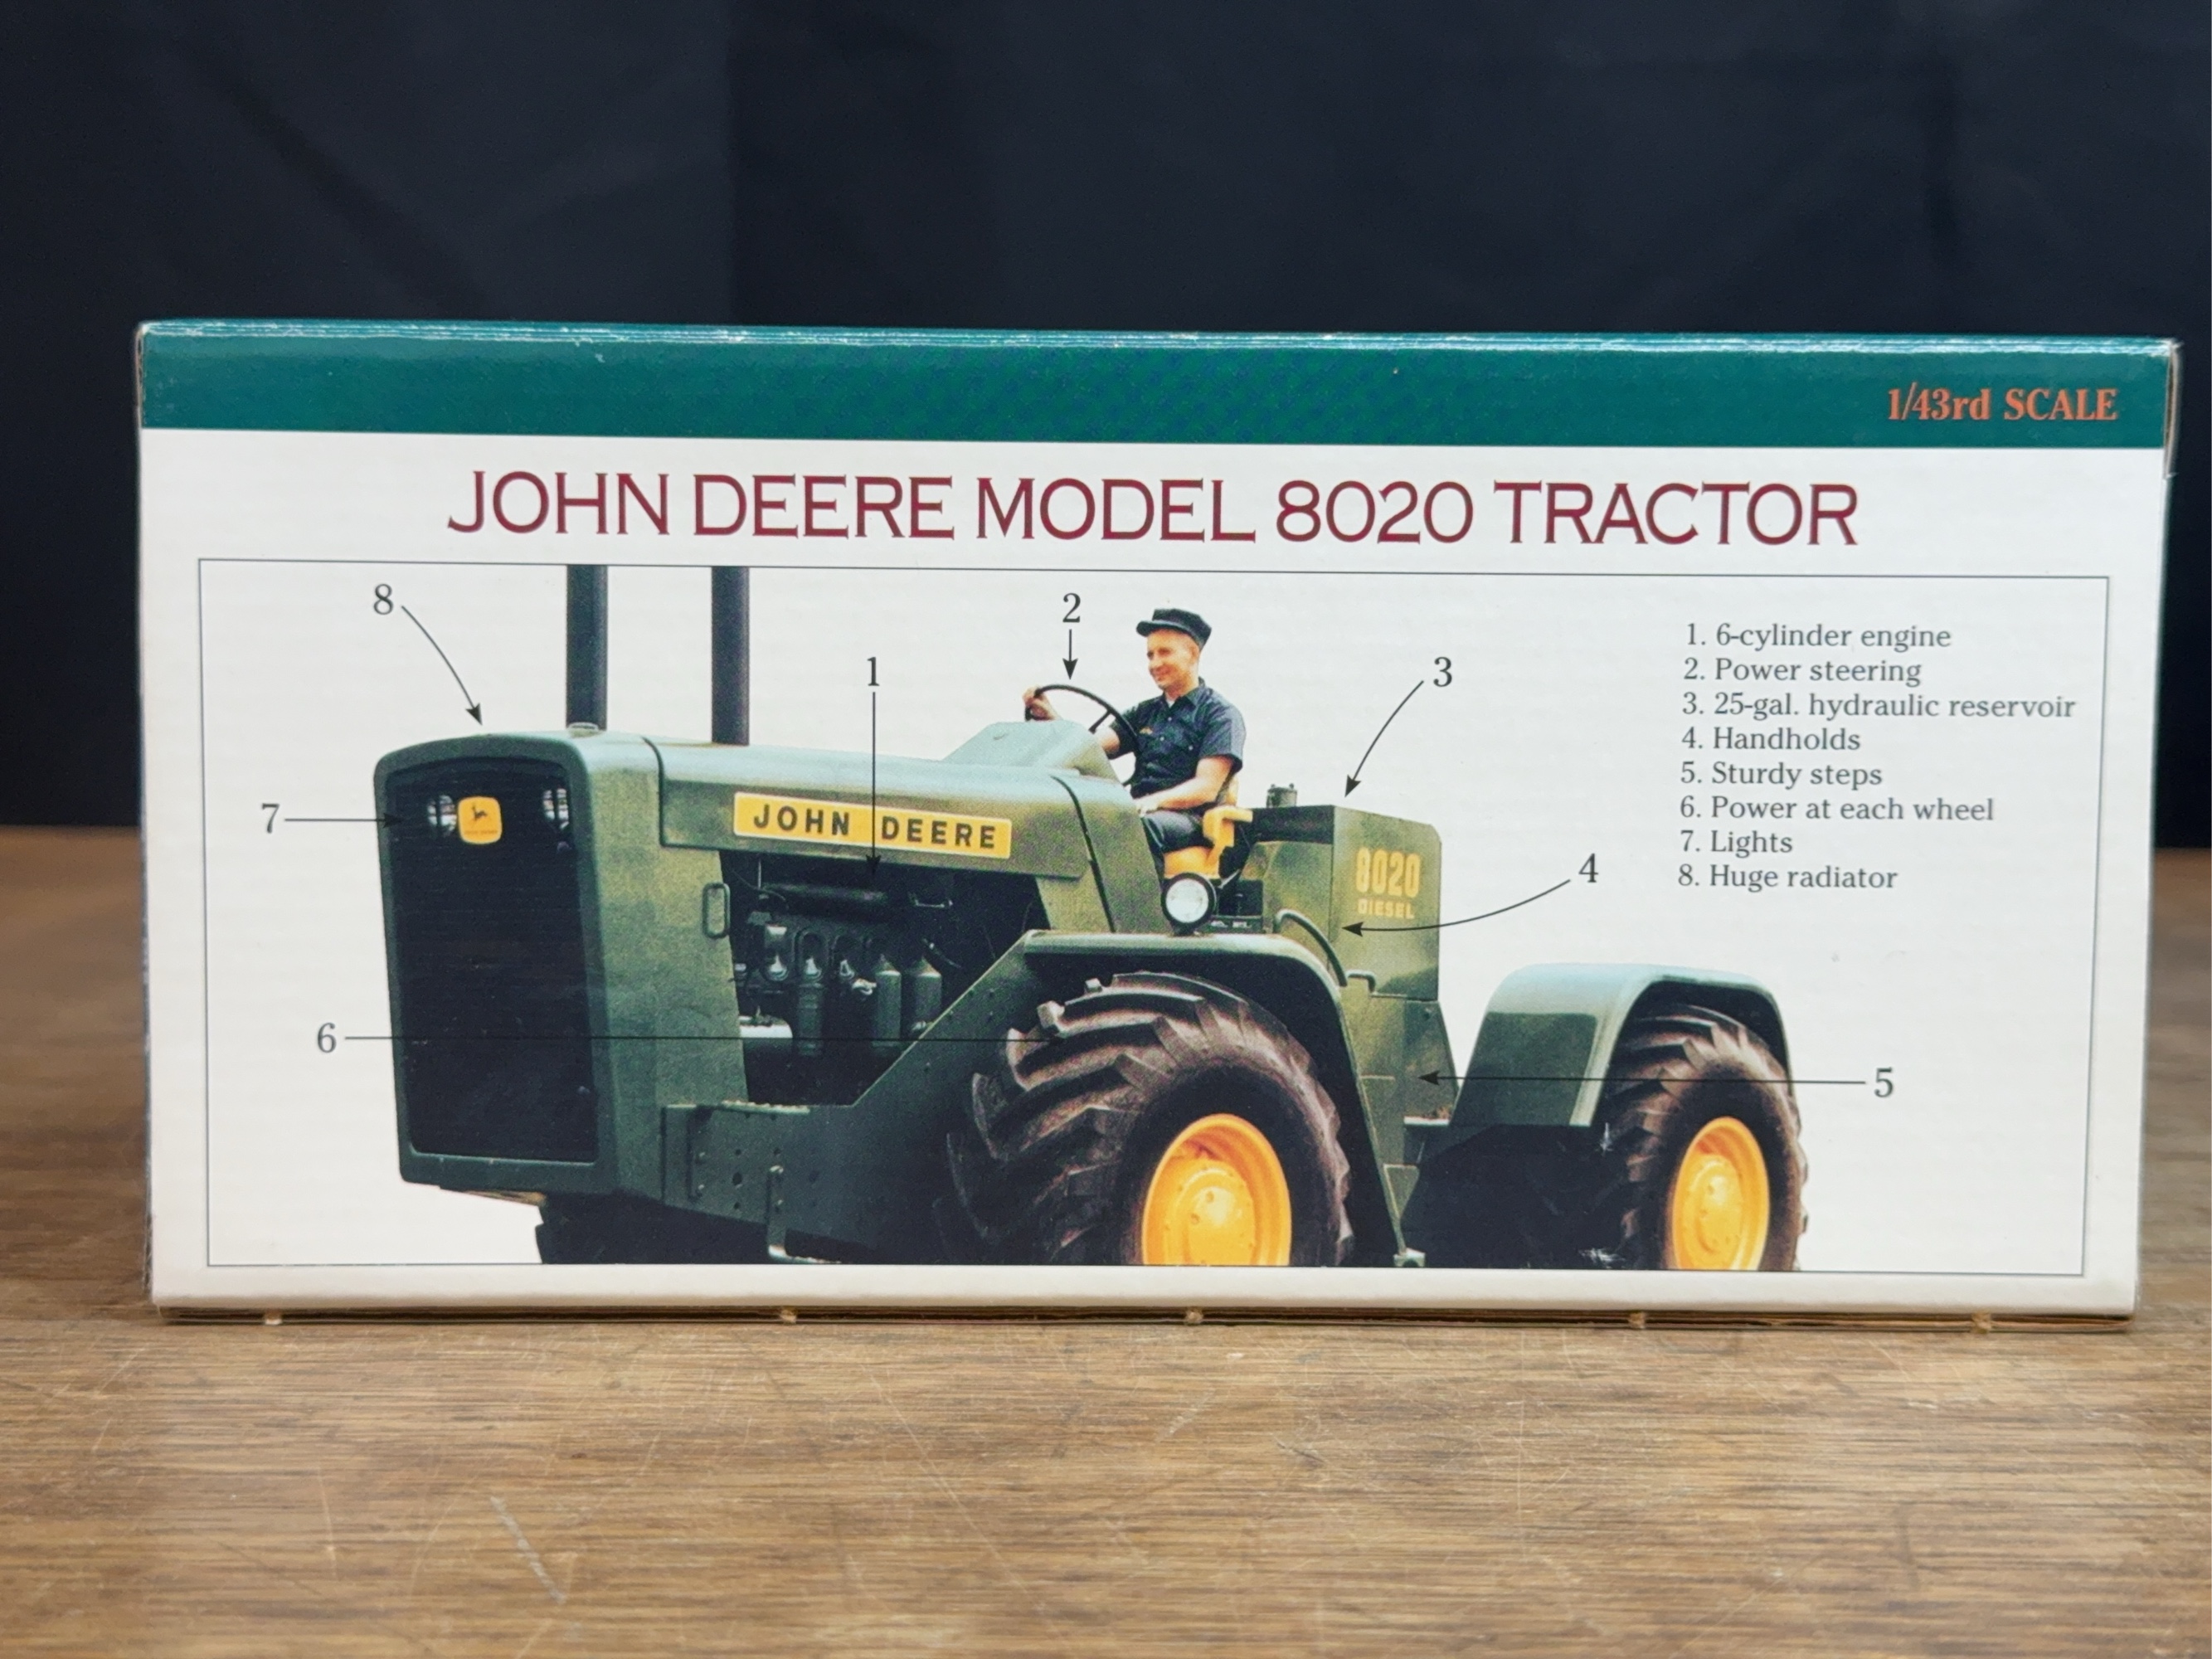 1/43rd SCALE
JOHN DEERE MODEL 8020 TRACTOR
8
2
1
3
1. 6-cylinder engine
2. Power steering
3. 25-gal. hydraulic reservoir
4. Handholds
5. Sturdy steps
6. Power at each wheel
7. Lights
8. Huge radiator
7
JOHN DEERE
8020
DIESEL
4
6
5